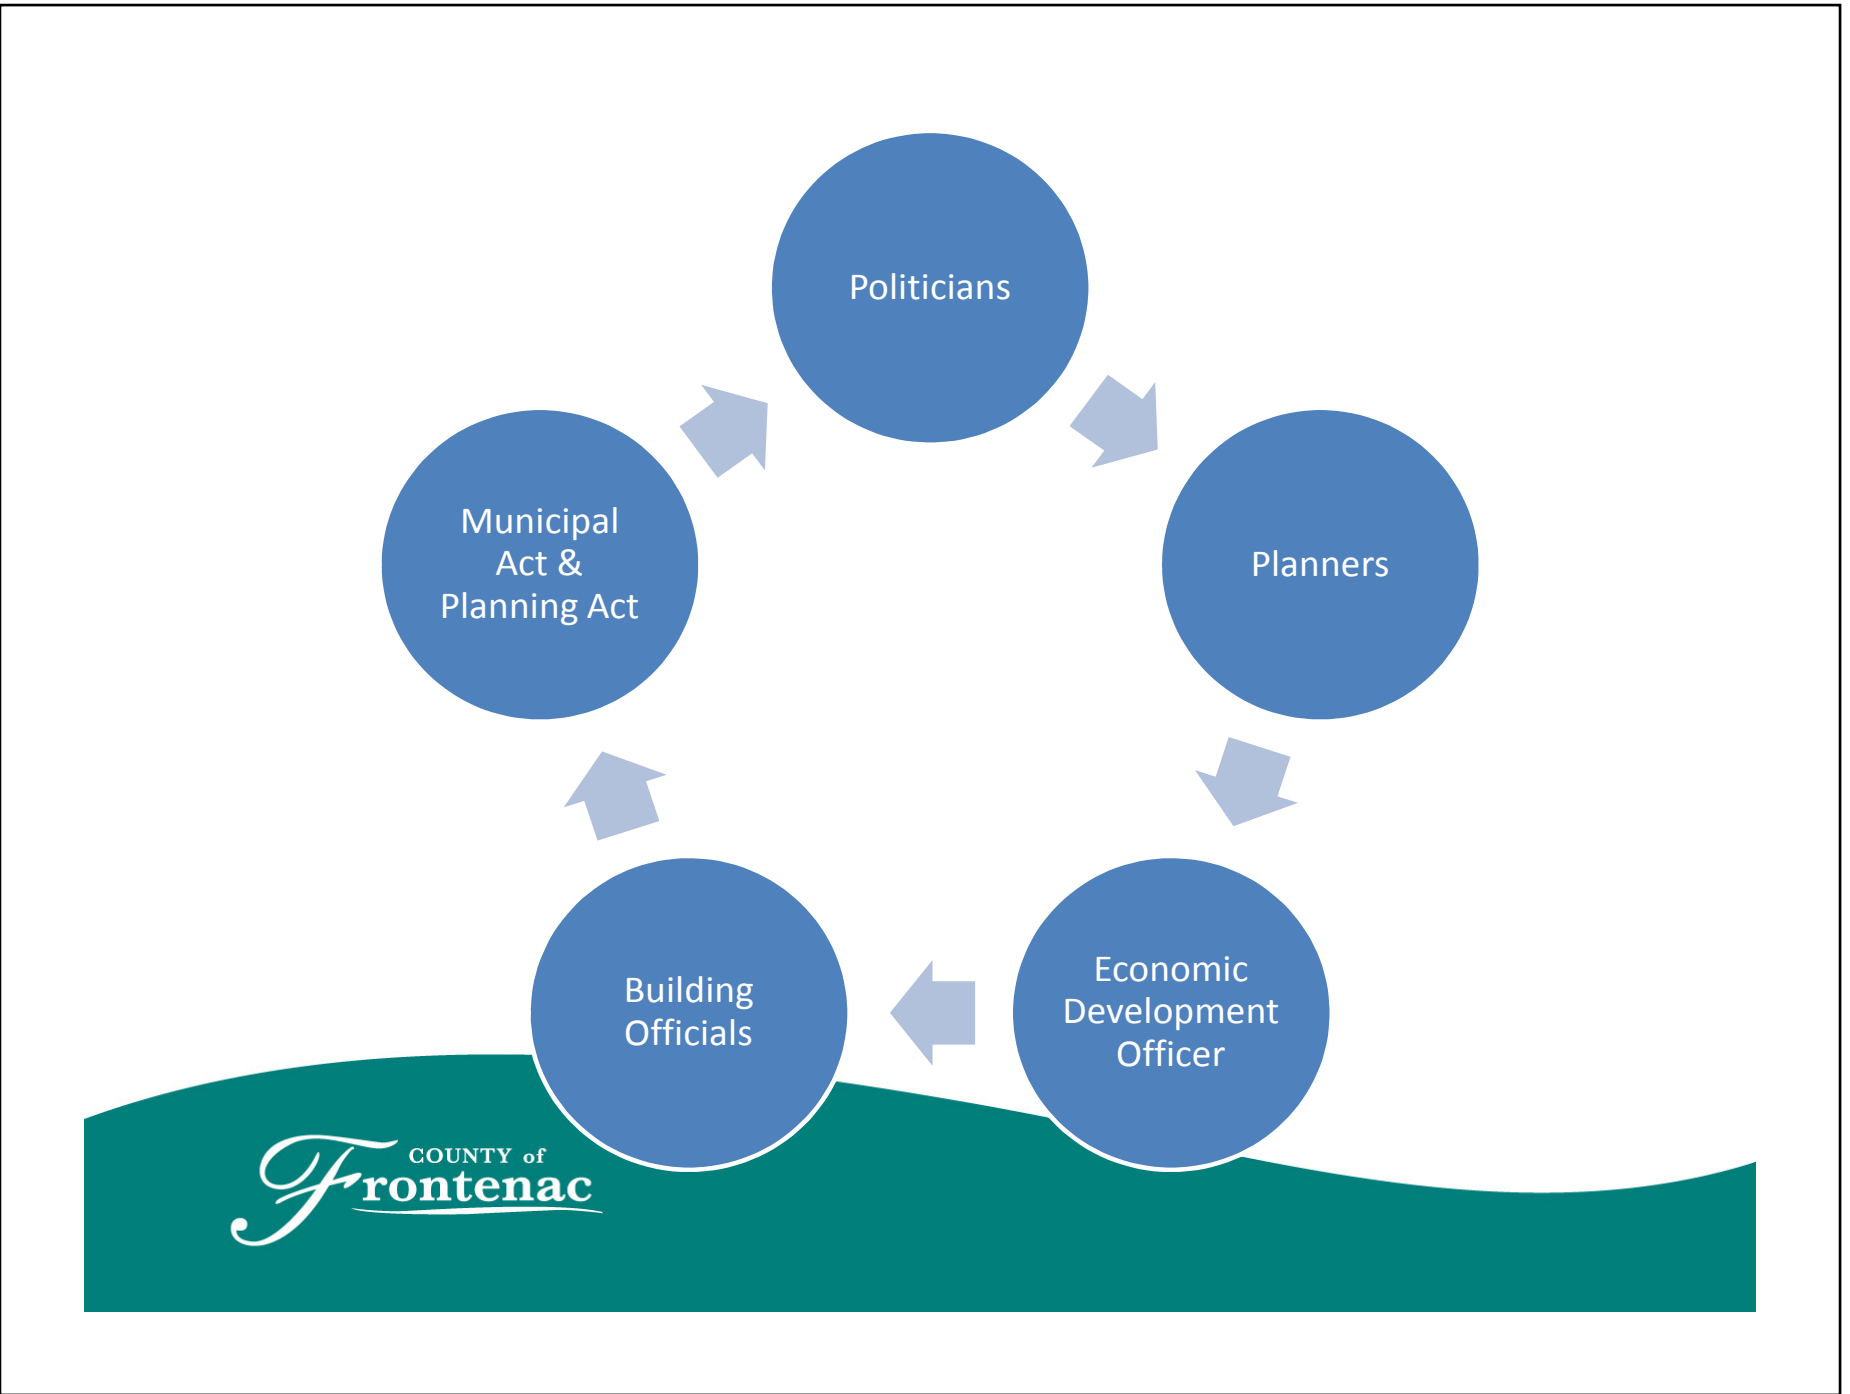 Politicians
Municipal
Act &
Planning Act
Planners
Economic
Development
Officer
Building
Officials
COUNTY of
Frontenac